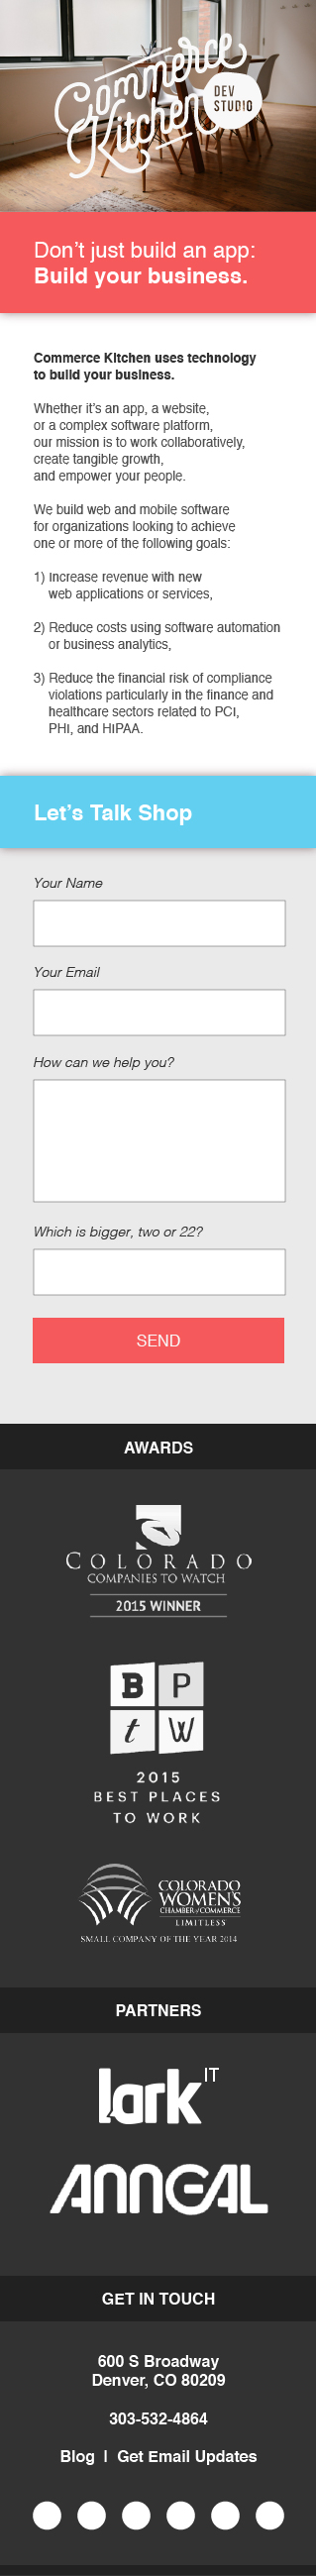 Commerce
Kitchen
DEV
STUDIO
Don't just build an app:
Build your business.
Commerce Kitchen uses technology
to build your business.
Whether it's an app, a website,
or a complex software platform,
our mission is to work collaboratively,
create tangible growth,
and empower your people.
We build web and mobile software
for organizations looking to achieve
one or more of the following goals:
1) Increase revenue with new
web applications or services,
2) Reduce costs using software automation
or business analytics,
3) Reduce the financial risk of compliance
violations particularly in the finance and
healthcare sectors related to PCI,
PHI, and HIPAA.
Let's Talk Shop
Your Name
Your Email
How can we help you?
Which is bigger, two or 22?
SEND
AWARDS
COLORADO
COMPANIES TO WATCH
2015 WINNER
B P
t W
2015
BEST PLACES
TO WORK
COLORADO
WOMEN'S
CHAMBER of COMMERCE
LIMITLESS
SMALL COMPANY OF THE YEAR 2014
PARTNERS
lark IT
ANNEAL
GET IN TOUCH
600 S Broadway
Denver, CO 80209
303-532-4864
Blog | Get Email Updates